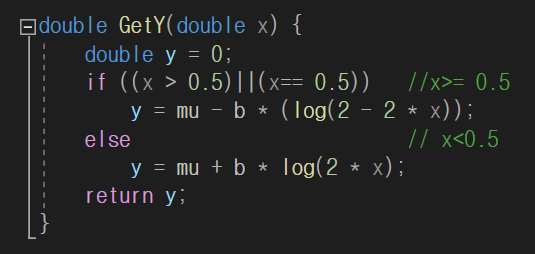 double GetY(double x) {
    double y = 0;
    if ((x > 0.5)||(x== 0.5))   //x>= 0.5
        y = mu - b * (log(2 - 2 * x));
    else                        // x<0.5
        y = mu + b * log(2 * x);
    return y;
}